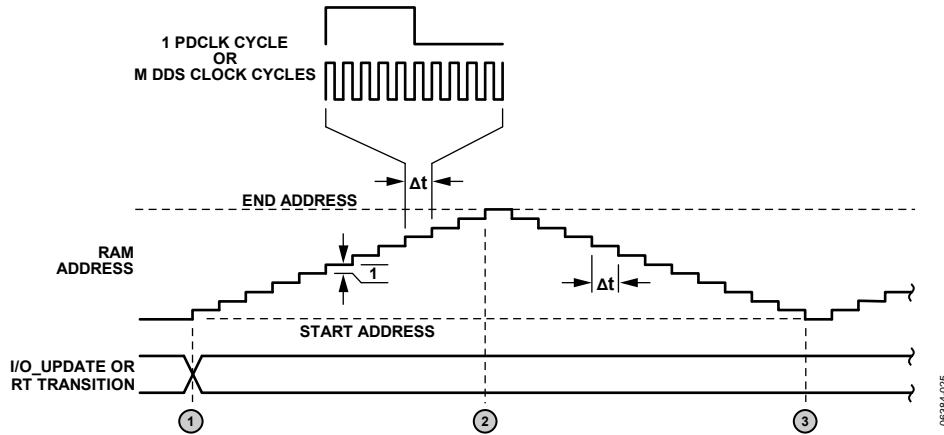 1 PDCLK CYCLE
OR
M DDS CLOCK CYCLES
Δt
END ADDRESS
RAM
ADDRESS
1
Δt
START ADDRESS
I/O_UPDATE OR
RT TRANSITION
1
2
3
06384-025